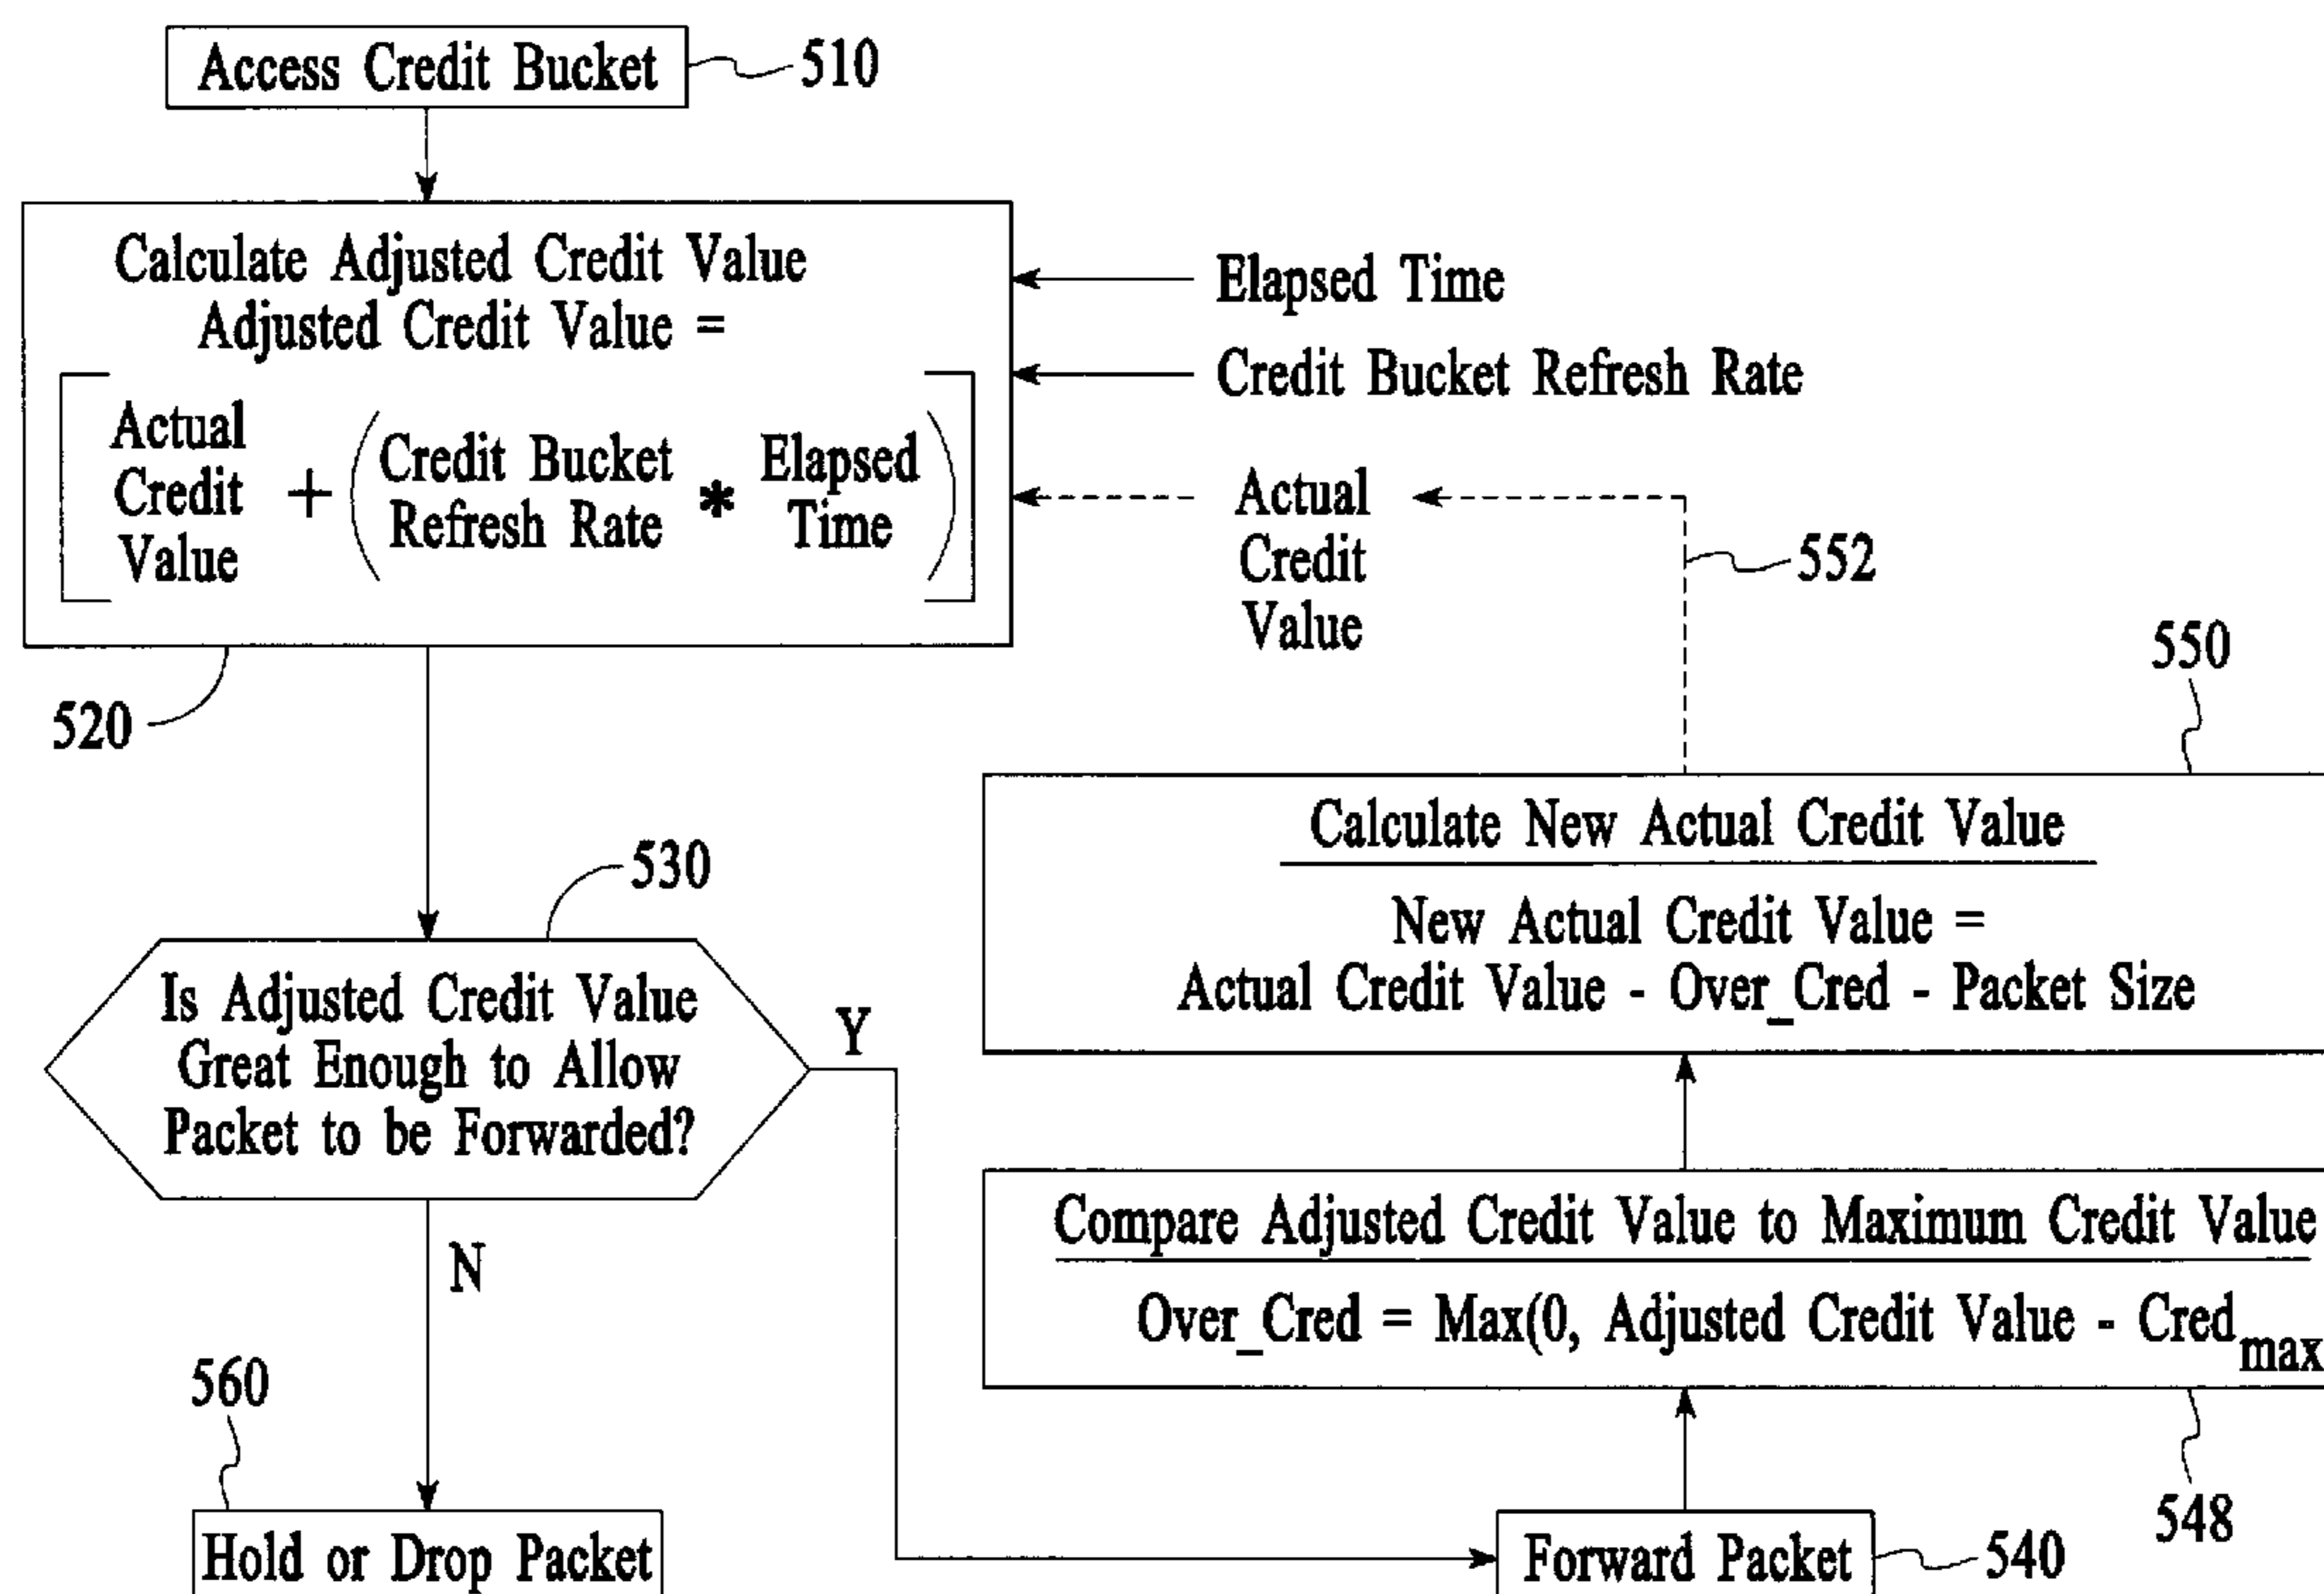 Access Credit Bucket
510
Calculate Adjusted Credit Value
Adjusted Credit Value =
Actual
Credit
Value
+
Credit Bucket
Refresh Rate
*
Elapsed
Time
520
Elapsed Time
Credit Bucket Refresh Rate
Actual
Credit
Value
552
550
Calculate New Actual Credit Value
New Actual Credit Value =
Actual Credit Value - Over_Cred - Packet Size
530
Is Adjusted Credit Value
Great Enough to Allow
Packet to be Forwarded?
Y
N
Compare Adjusted Credit Value to Maximum Credit Value
Over_Cred = Max(0, Adjusted Credit Value - Cred max
548
560
Hold or Drop Packet
Forward Packet
540